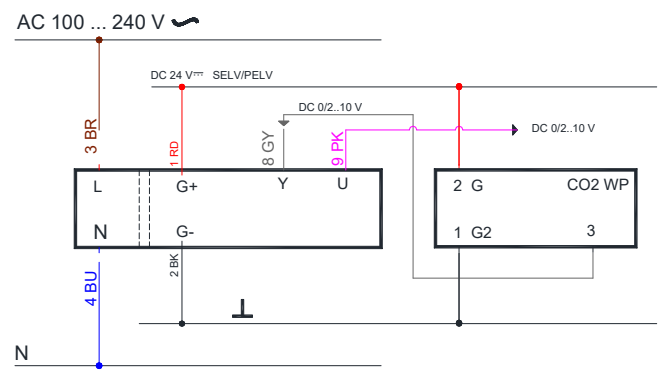 AC 100 ... 240 V
DC 24 V SELV/PELV
DC 0/2..10 V
DC 0/2..10 V
3 BR
1 RD
8 GY
9 PK
L
G+
Y
U
2 G
CO2 WP
N
G-
1 G2
3
2 BK
4 BU
N